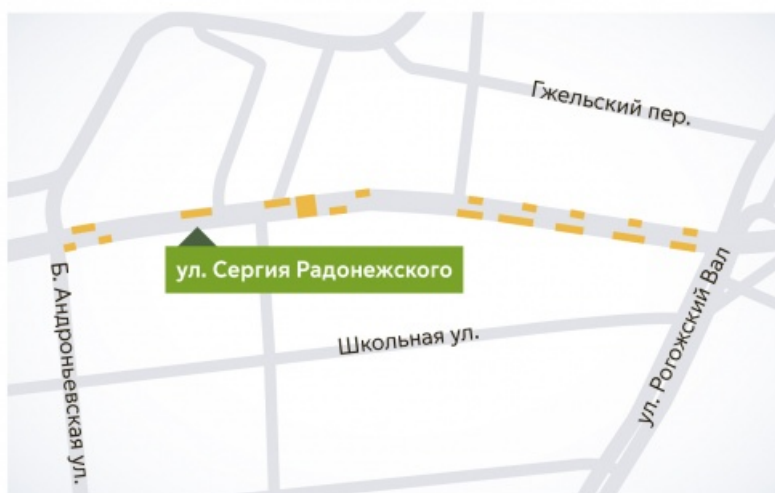 Гжельский пер.
ул. Сергия Радонежского
Б. Андроньевская ул.
Школьная ул.
ул. Рогожский Вал